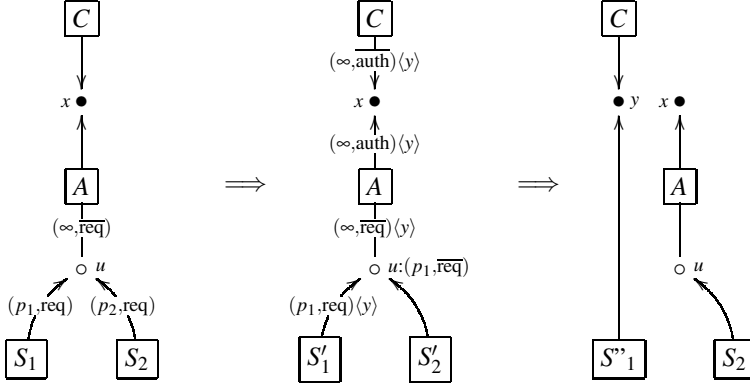 C C C
(∞,auth)⟨y⟩
x x y x
(∞,auth)⟨y⟩
A ⟹ A ⟹ A
(∞,req) (∞,req)⟨y⟩
u u:(p₁,req) u
(p₁,req) (p₂,req) (p₁,req)⟨y⟩
S₁ S₂ S′₁ S′₂ S”₁ S₂